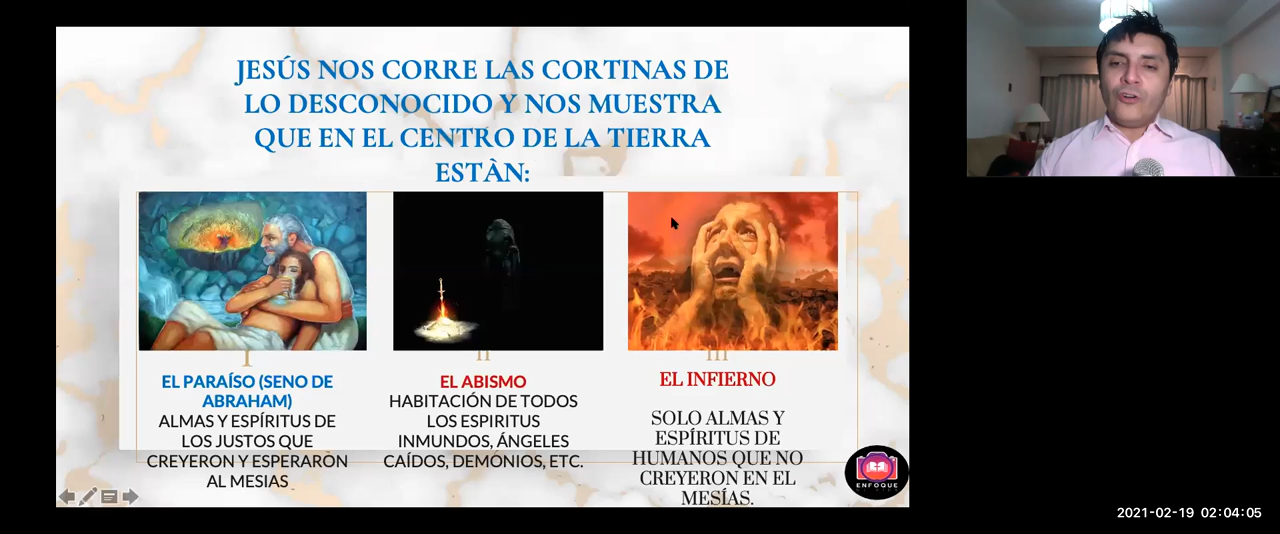 JESÚS NOS CORRE LAS CORTINAS DE
LO DESCONOCIDO Y NOS MUESTRA
QUE EN EL CENTRO DE LA TIERRA
ESTÀN:
I
EL PARAÍSO (SENO DE
ABRAHAM)
ALMAS Y ESPÍRITUS DE
LOS JUSTOS QUE
CREYERON Y ESPERARON
AL MESIAS
II
EL ABISMO
HABITACIÓN DE TODOS
LOS ESPIRITUS
INMUNDOS, ÁNGELES
CAÍDOS, DEMONIOS, ETC.
III
EL INFIERNO
SOLO ALMAS Y
ESPÍRITUS DE
HUMANOS QUE NO
CREYERON EN EL
MESÍAS.
ENFOQUE
2021-02-19 02:04:05